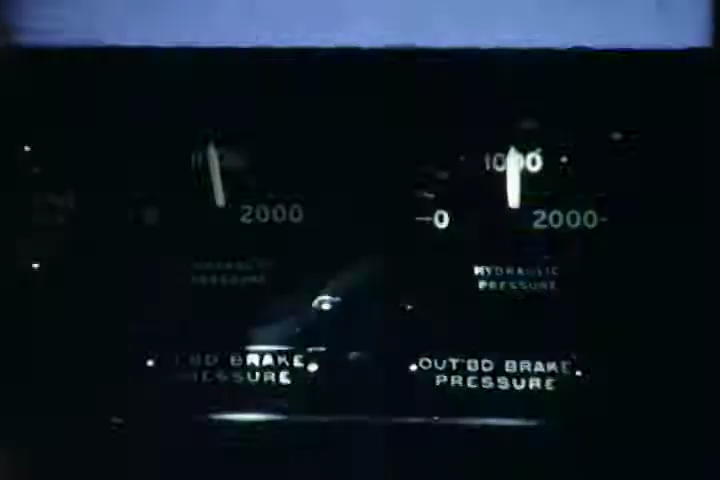 1000
2000
0
2000
HYDRAULIC
PRESSURE
PRESSURE
BRAKE
OUT'BD BRAKE
PRESSURE